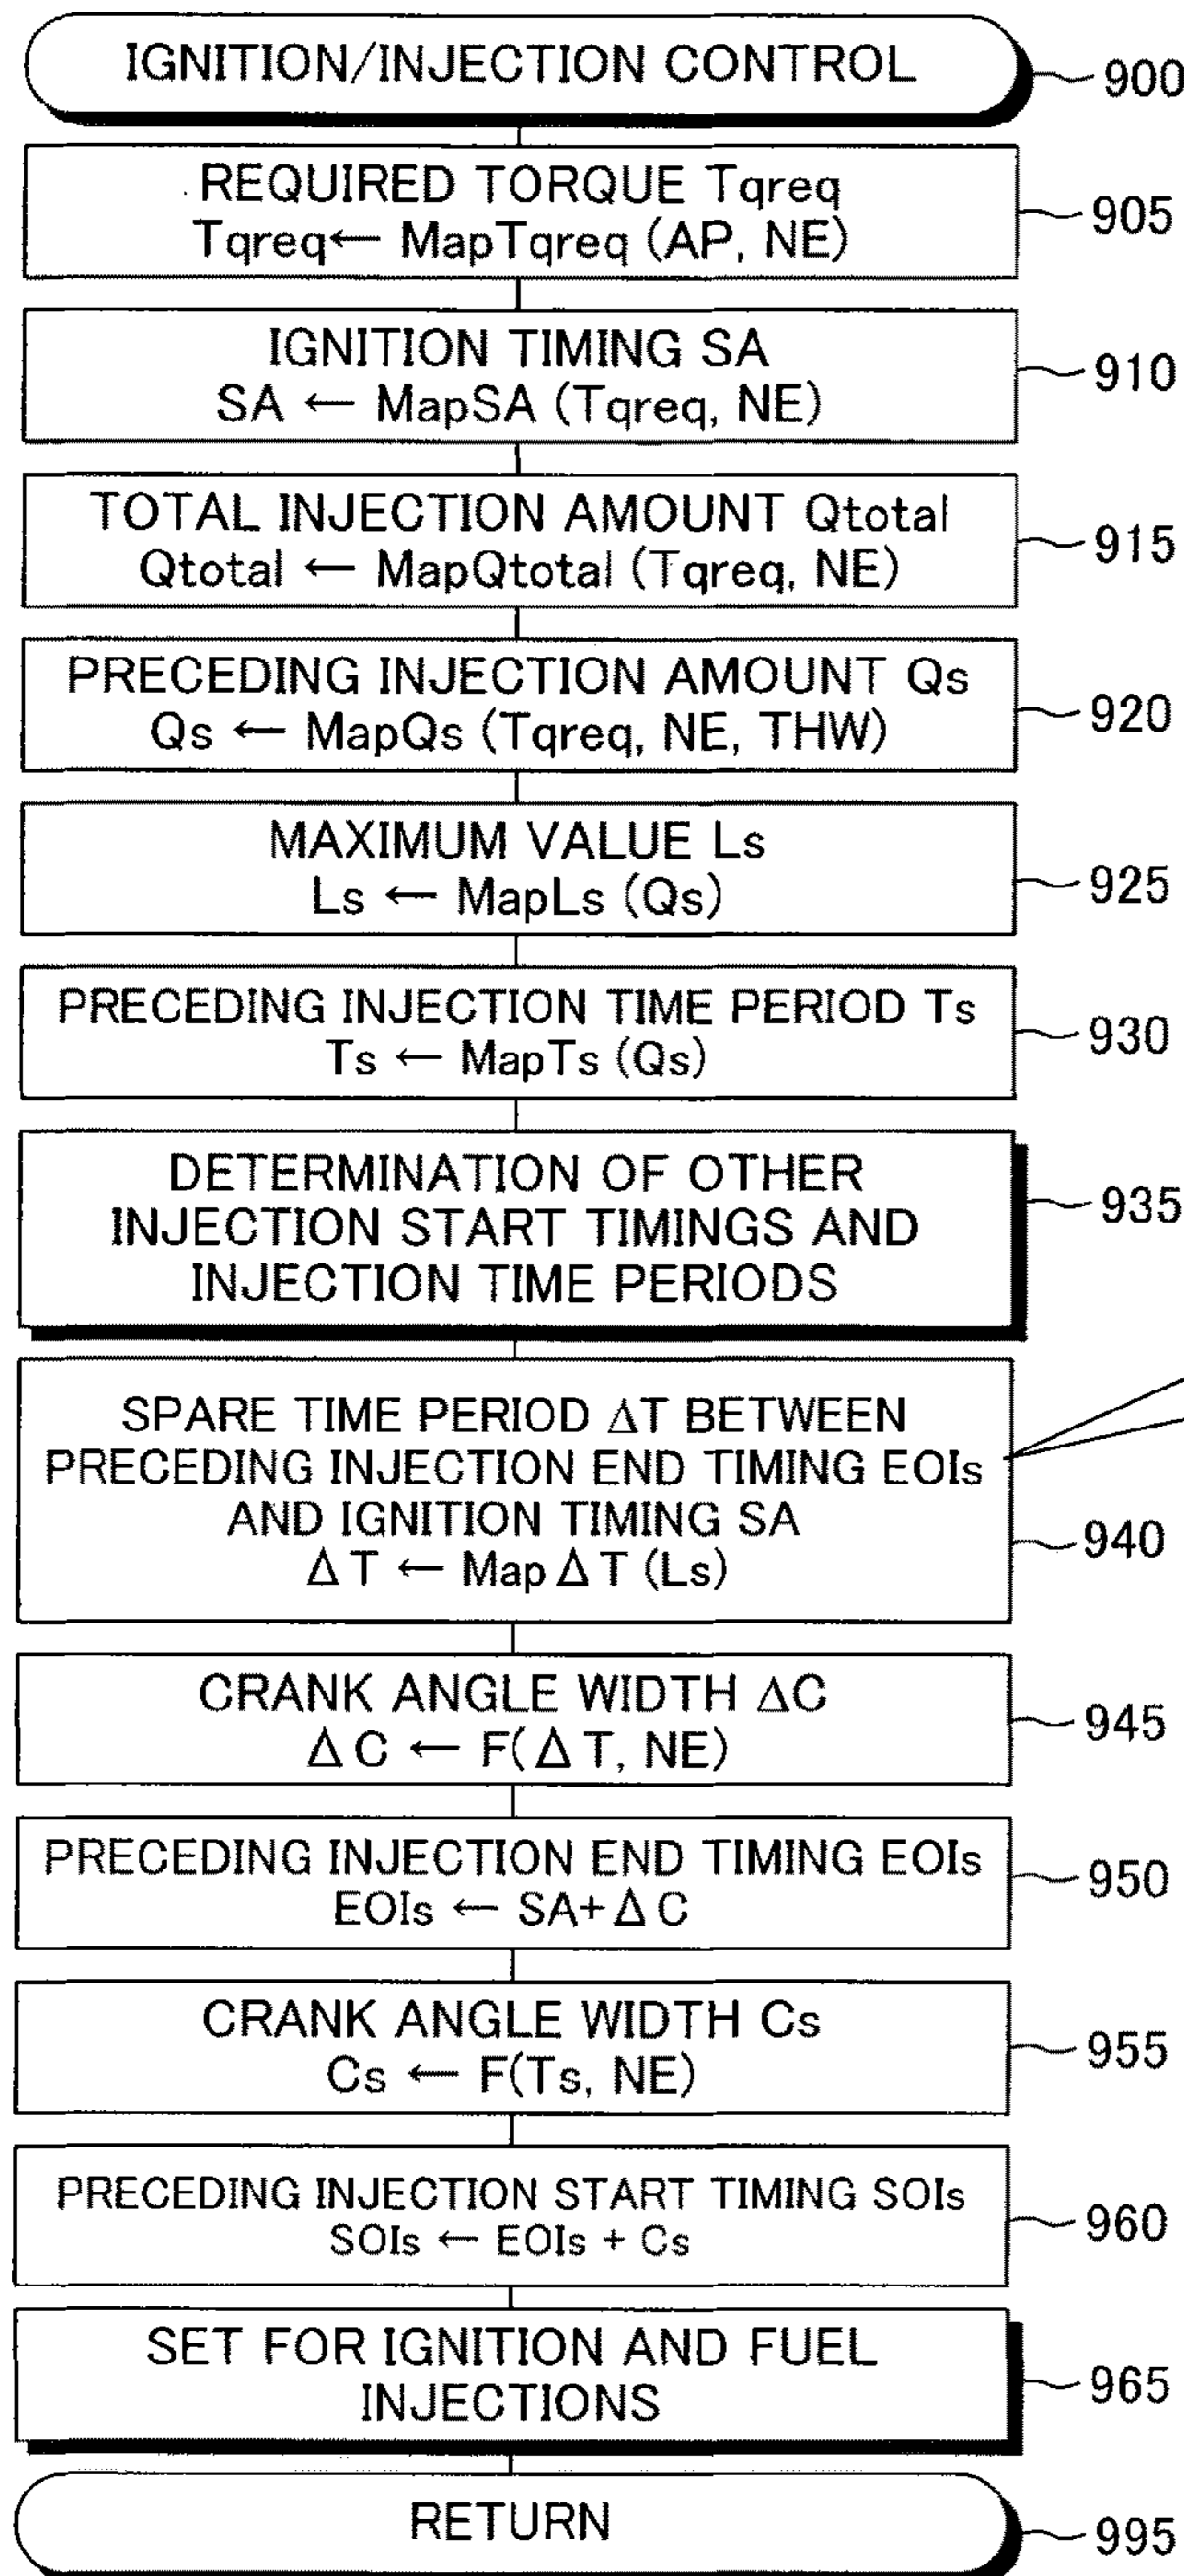 IGNITION/INJECTION CONTROL
900
REQUIRED TORQUE Tqreq
Tqreq← MapTqreq (AP, NE)
905
IGNITION TIMING SA
SA ← MapSA (Tqreq, NE)
910
TOTAL INJECTION AMOUNT Qtotal
Qtotal ← MapQtotal (Tqreq, NE)
915
PRECEDING INJECTION AMOUNT Qs
Qs ← MapQs (Tqreq, NE, THW)
920
MAXIMUM VALUE Ls
Ls ← MapLs (Qs)
925
PRECEDING INJECTION TIME PERIOD Ts
Ts ← MapTs (Qs)
930
DETERMINATION OF OTHER
INJECTION START TIMINGS AND
INJECTION TIME PERIODS
935
SPARE TIME PERIOD ΔT BETWEEN
PRECEDING INJECTION END TIMING EOIs
AND IGNITION TIMING SA
ΔT ← MapΔT (Ls)
940
CRANK ANGLE WIDTH ΔC
ΔC ← F(ΔT, NE)
945
PRECEDING INJECTION END TIMING EOIs
EOIs ← SA+ΔC
950
CRANK ANGLE WIDTH Cs
Cs ← F(Ts, NE)
955
PRECEDING INJECTION START TIMING SOIs
SOIs ← EOIs + Cs
960
SET FOR IGNITION AND FUEL
INJECTIONS
965
RETURN
995